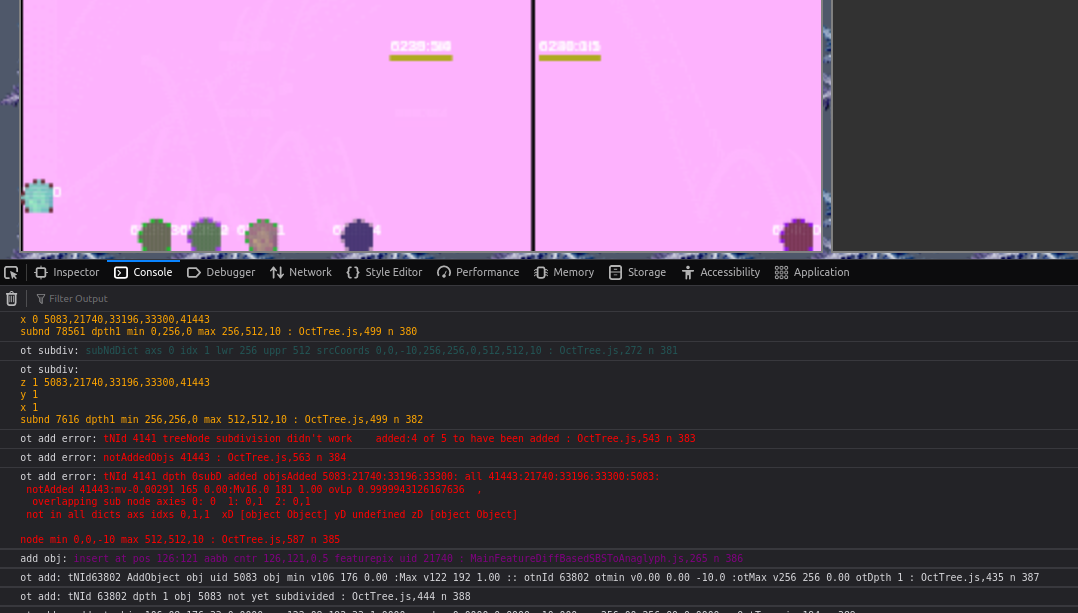 Inspector Console Debugger Network Style Editor Performance Memory Storage Accessibility Application
Filter Output
x 0 5083,21740,33196,33300,41443
subnd 78561 dpth1 min 0,256,0 max 256,512,10 : OctTree.js,499 n 380
ot subdiv: subNdDict axs 0 idx 1 lwr 256 uppr 512 srcCoords 0,0,-10,256,256,0,512,512,10 : OctTree.js,272 n 381
ot subdiv:
z 1 5083,21740,33196,33300,41443
y 1
x 1
subnd 7616 dpth1 min 256,256,0 max 512,512,10 : OctTree.js,499 n 382
ot add error: tNId 4141 treeNode subdivision didn't work added:4 of 5 to have been added : OctTree.js,543 n 383
ot add error: notAddedObjs 41443 : OctTree.js,563 n 384
ot add error: tNId 4141 dpth 0subD added objsAdded 5083:21740:33196:33300: all 41443:21740:33196:33300:5083:
notAdded 41443:mv-0.00291 165 0.00:Mv16.0 181 1.00 ovLp 0.9999943126167636 ,
overlapping sub node axies 0: 0 1: 0,1 2: 0,1
not in all dicts axs idxs 0,1,1 xD [object Object] yD undefined zD [object Object]
node min 0,0,-10 max 512,512,10 : OctTree.js,587 n 385
add obj: insert at pos 126:121 aabb cntr 126,121,0.5 featurepix uid 21740 : MainFeatureDiffBasedSBSToAnaglyph.js,265 n 386
ot add: tNId63802 AddObject obj uid 5083 obj min v106 176 0.00 :Max v122 192 1.00 :: otnId 63802 otmin v0.00 0.00 -10.0 :otMax v256 256 0.00 otDpth 1 : OctTree.js,435 n 387
ot add: tNId 63802 dpth 1 obj 5083 not yet subdivided : OctTree.js,444 n 388